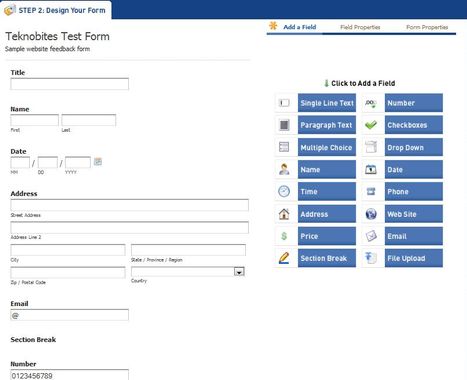 STEP 2: Design Your Form
Teknobites Test Form
Sample website feedback form
Title
Name
First Last
Date
/ /
MM DD YYYY
Address
Street Address
Address Line 2
City State / Province / Region
Zip / Postal Code Country
Email
@
Section Break
Number
0123456789
Add a Field Field Properties Form Properties
Click to Add a Field
Single Line Text Number
Paragraph Text Checkboxes
Multiple Choice Drop Down
Name Date
Time Phone
Address Web Site
Price Email
Section Break File Upload